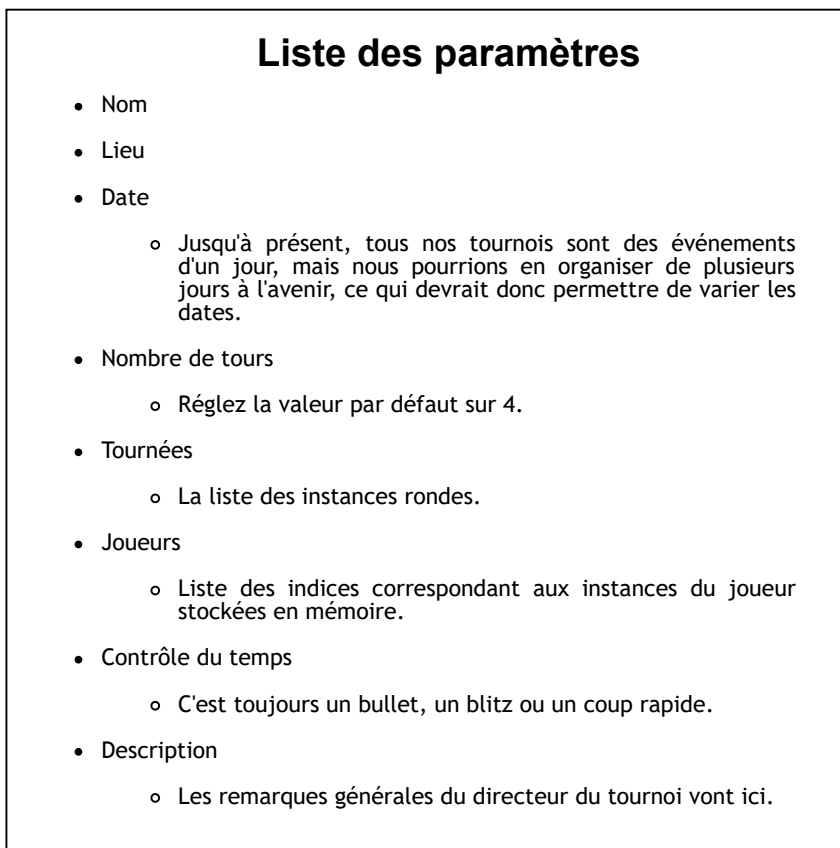 Liste des paramètres
• Nom
• Lieu
• Date
o Jusqu'à présent, tous nos tournois sont des événements
d'un jour, mais nous pourrions en organiser de plusieurs
jours à l'avenir, ce qui devrait donc permettre de varier les
dates.
• Nombre de tours
o Réglez la valeur par défaut sur 4.
• Tournées
o La liste des instances rondes.
• Joueurs
o Liste des indices correspondant aux instances du joueur
stockées en mémoire.
• Contrôle du temps
o C'est toujours un bullet, un blitz ou un coup rapide.
• Description
o Les remarques générales du directeur du tournoi vont ici.